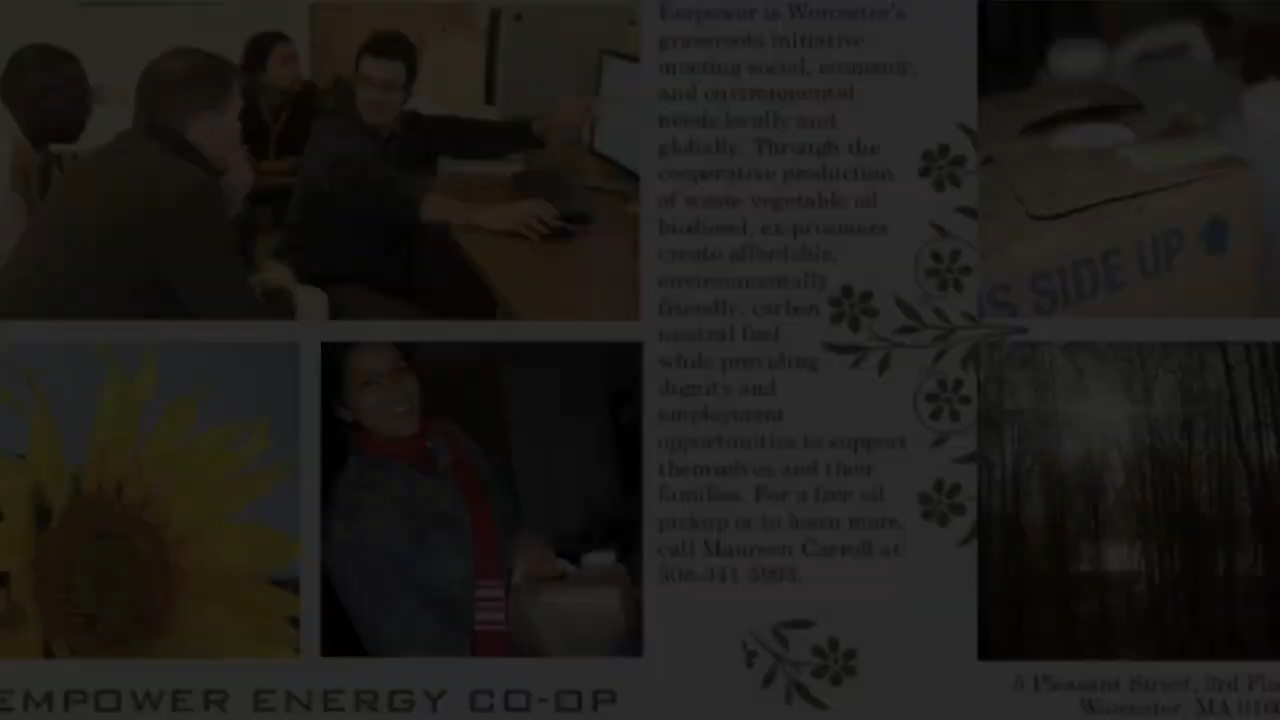 Empower is Worcester's
grassroots initiative
meeting social, economic,
and environmental
needs locally and
globally. Through the
cooperative production
of waste vegetable oil
biodiesel, ex-prisoners
create affordable,
environmentally
friendly, carbon
neutral fuel
while providing
dignity and
employment
opportunities to support
themselves and their
families. For a free oil
pickup or to learn more,
call Maureen Carroll at
SIDE UP
EMPOWER ENERGY CO-OP
5 Pleasant Street, 3rd
Worcester, MA